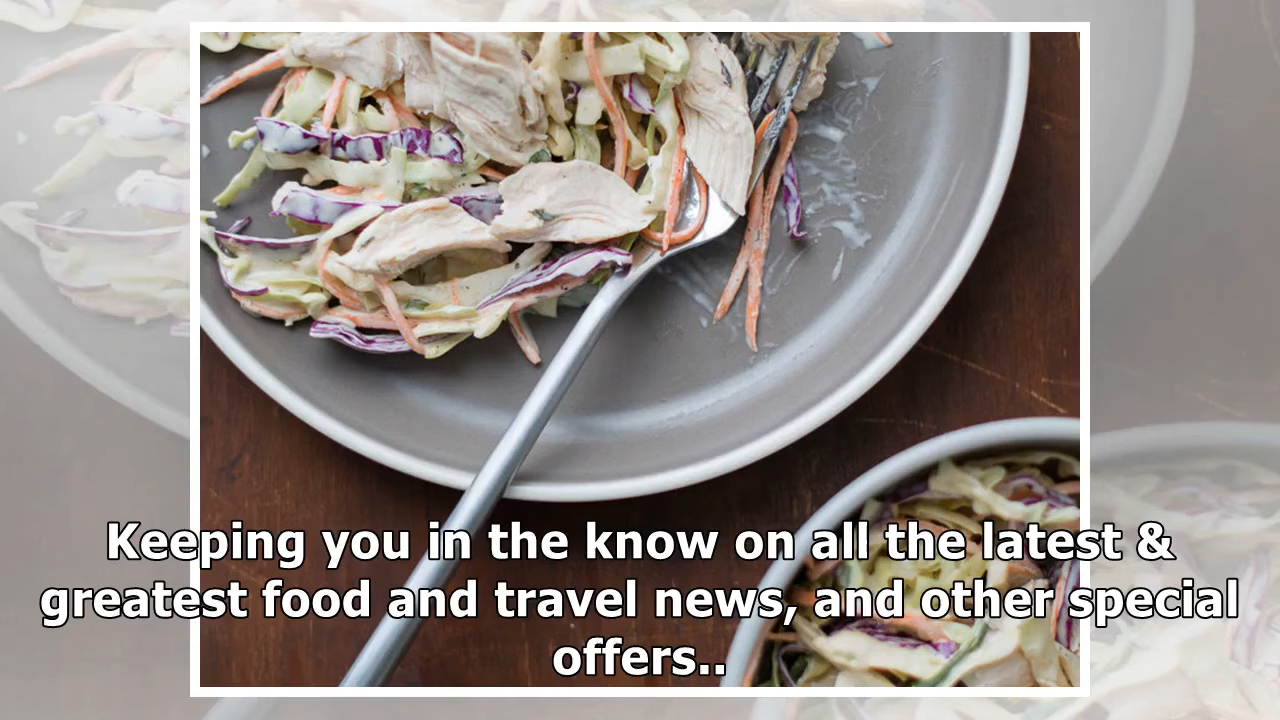 Keeping you in the know on all the latest &
greatest food and travel news, and other special
offers..